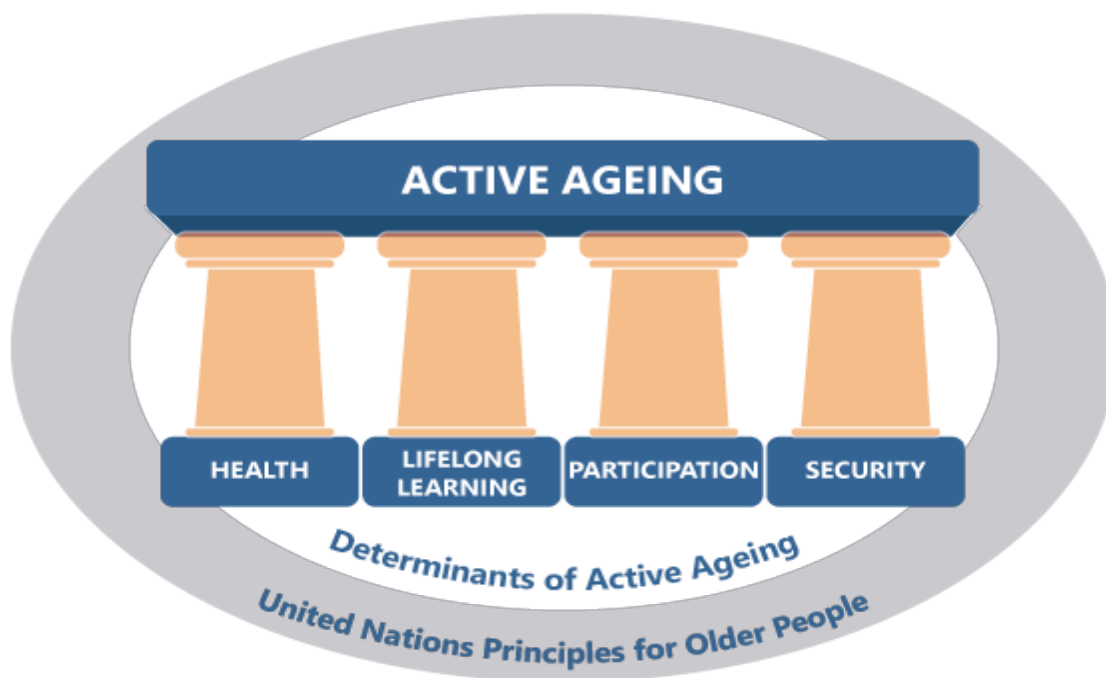 ACTIVE AGEING
HEALTH
LIFELONG
LEARNING
PARTICIPATION
SECURITY
Determinants of Active Ageing
United Nations Principles for Older People